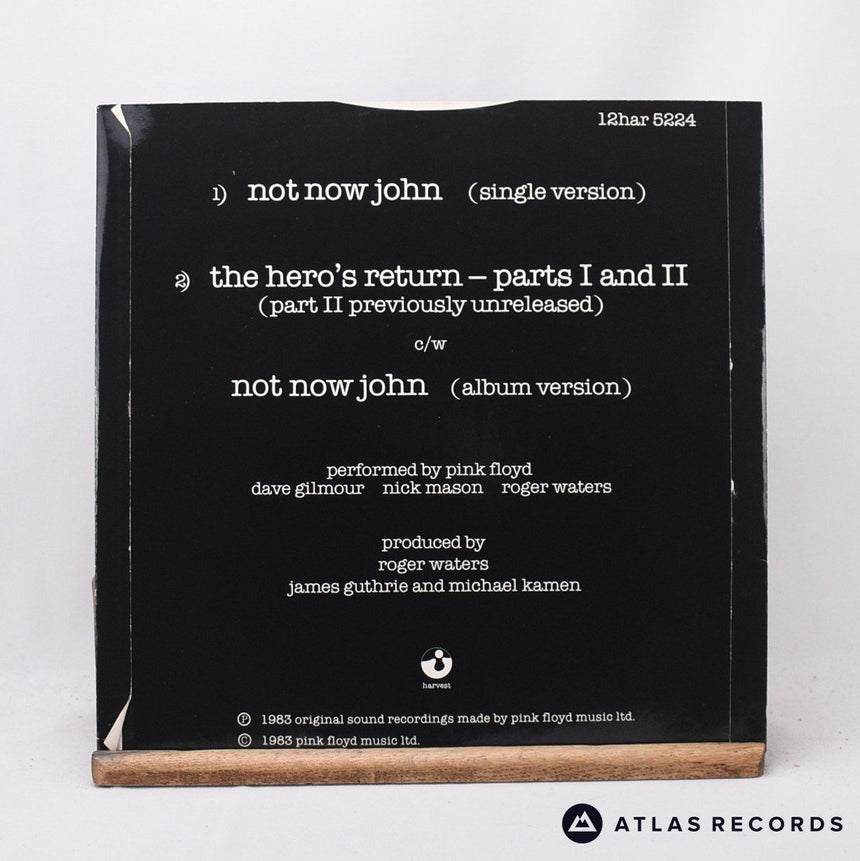 12har 5224
1) not now john (single version)
2) the hero's return – parts I and II
(part II previously unreleased)
c/w
not now john (album version)
performed by pink floyd
dave gilmour nick mason roger waters
produced by
roger waters
james guthrie and michael kamen
harvest
℗ 1983 original sound recordings made by pink floyd music ltd.
© 1983 pink floyd music ltd.
ATLAS RECORDS